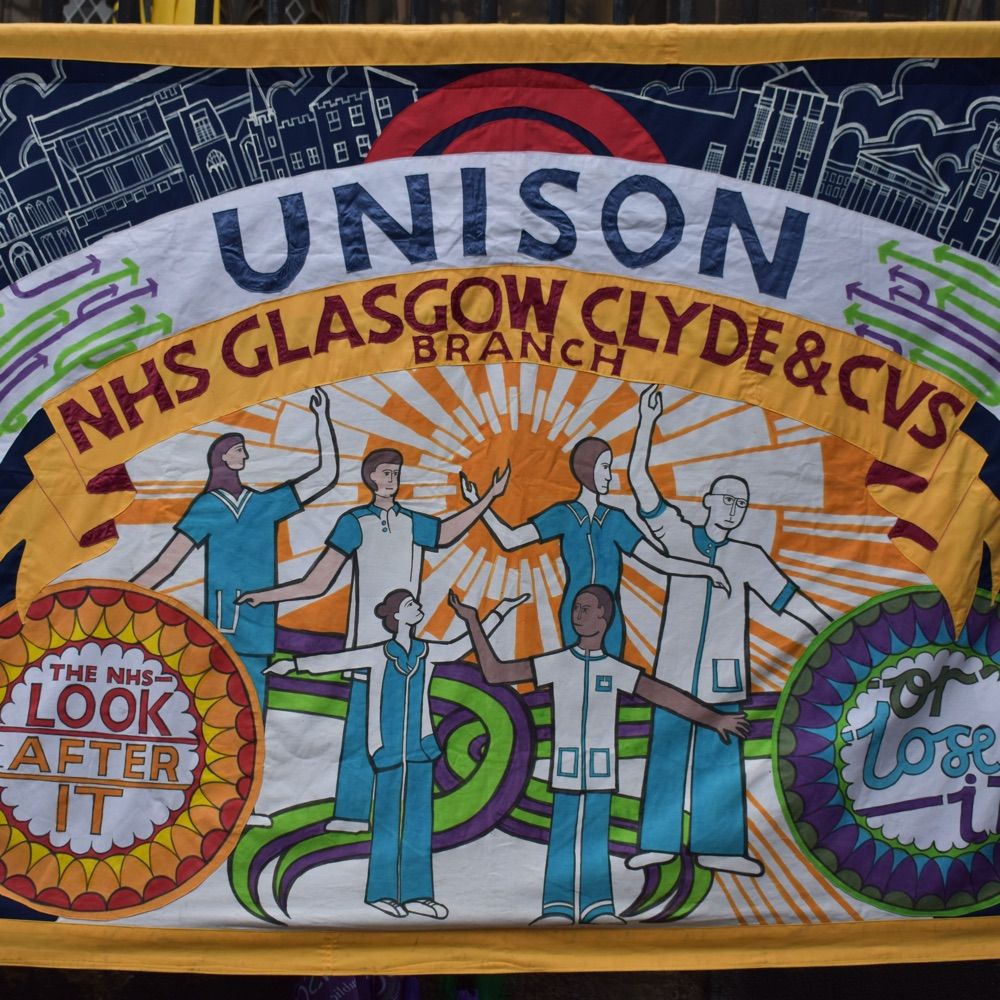 UNISON
NHS GLASGOW CLYDE & CVS
BRANCH
THE NHS—
LOOK
AFTER
IT
or
lose
it